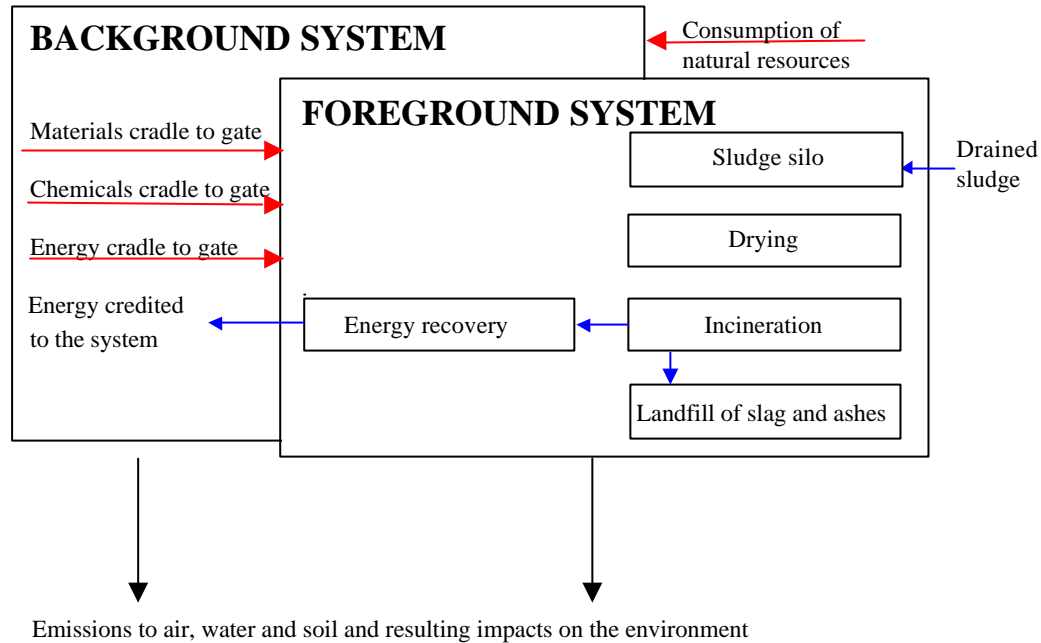 BACKGROUND SYSTEM
Consumption of
natural resources
FOREGROUND SYSTEM
Materials cradle to gate
Sludge silo
Drained
sludge
Chemicals cradle to gate
Drying
Energy cradle to gate
Energy credited
to the system
Energy recovery
Incineration
Landfill of slag and ashes
Emissions to air, water and soil and resulting impacts on the environment